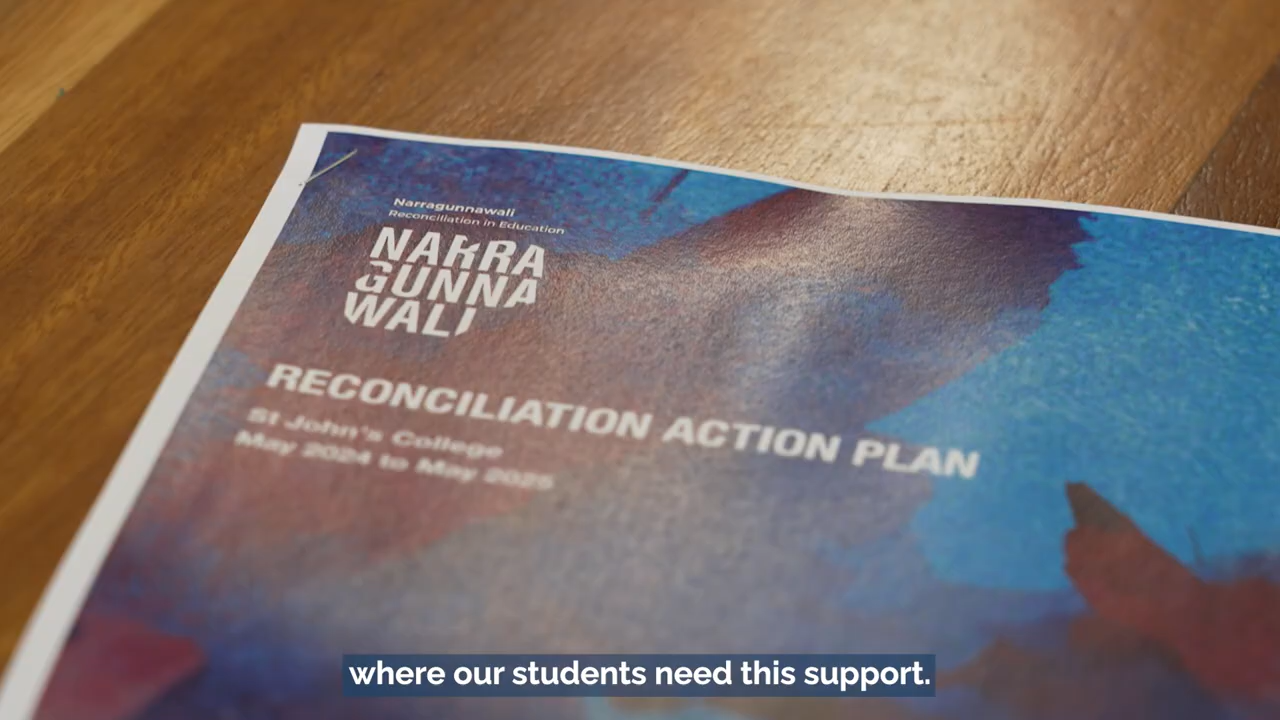 Narragunnawali
Reconciliation in Education
NARRA
GUNNA
WALI
RECONCILIATION ACTION PLAN
St John's College
May 2024 to May 2025
where our students need this support.